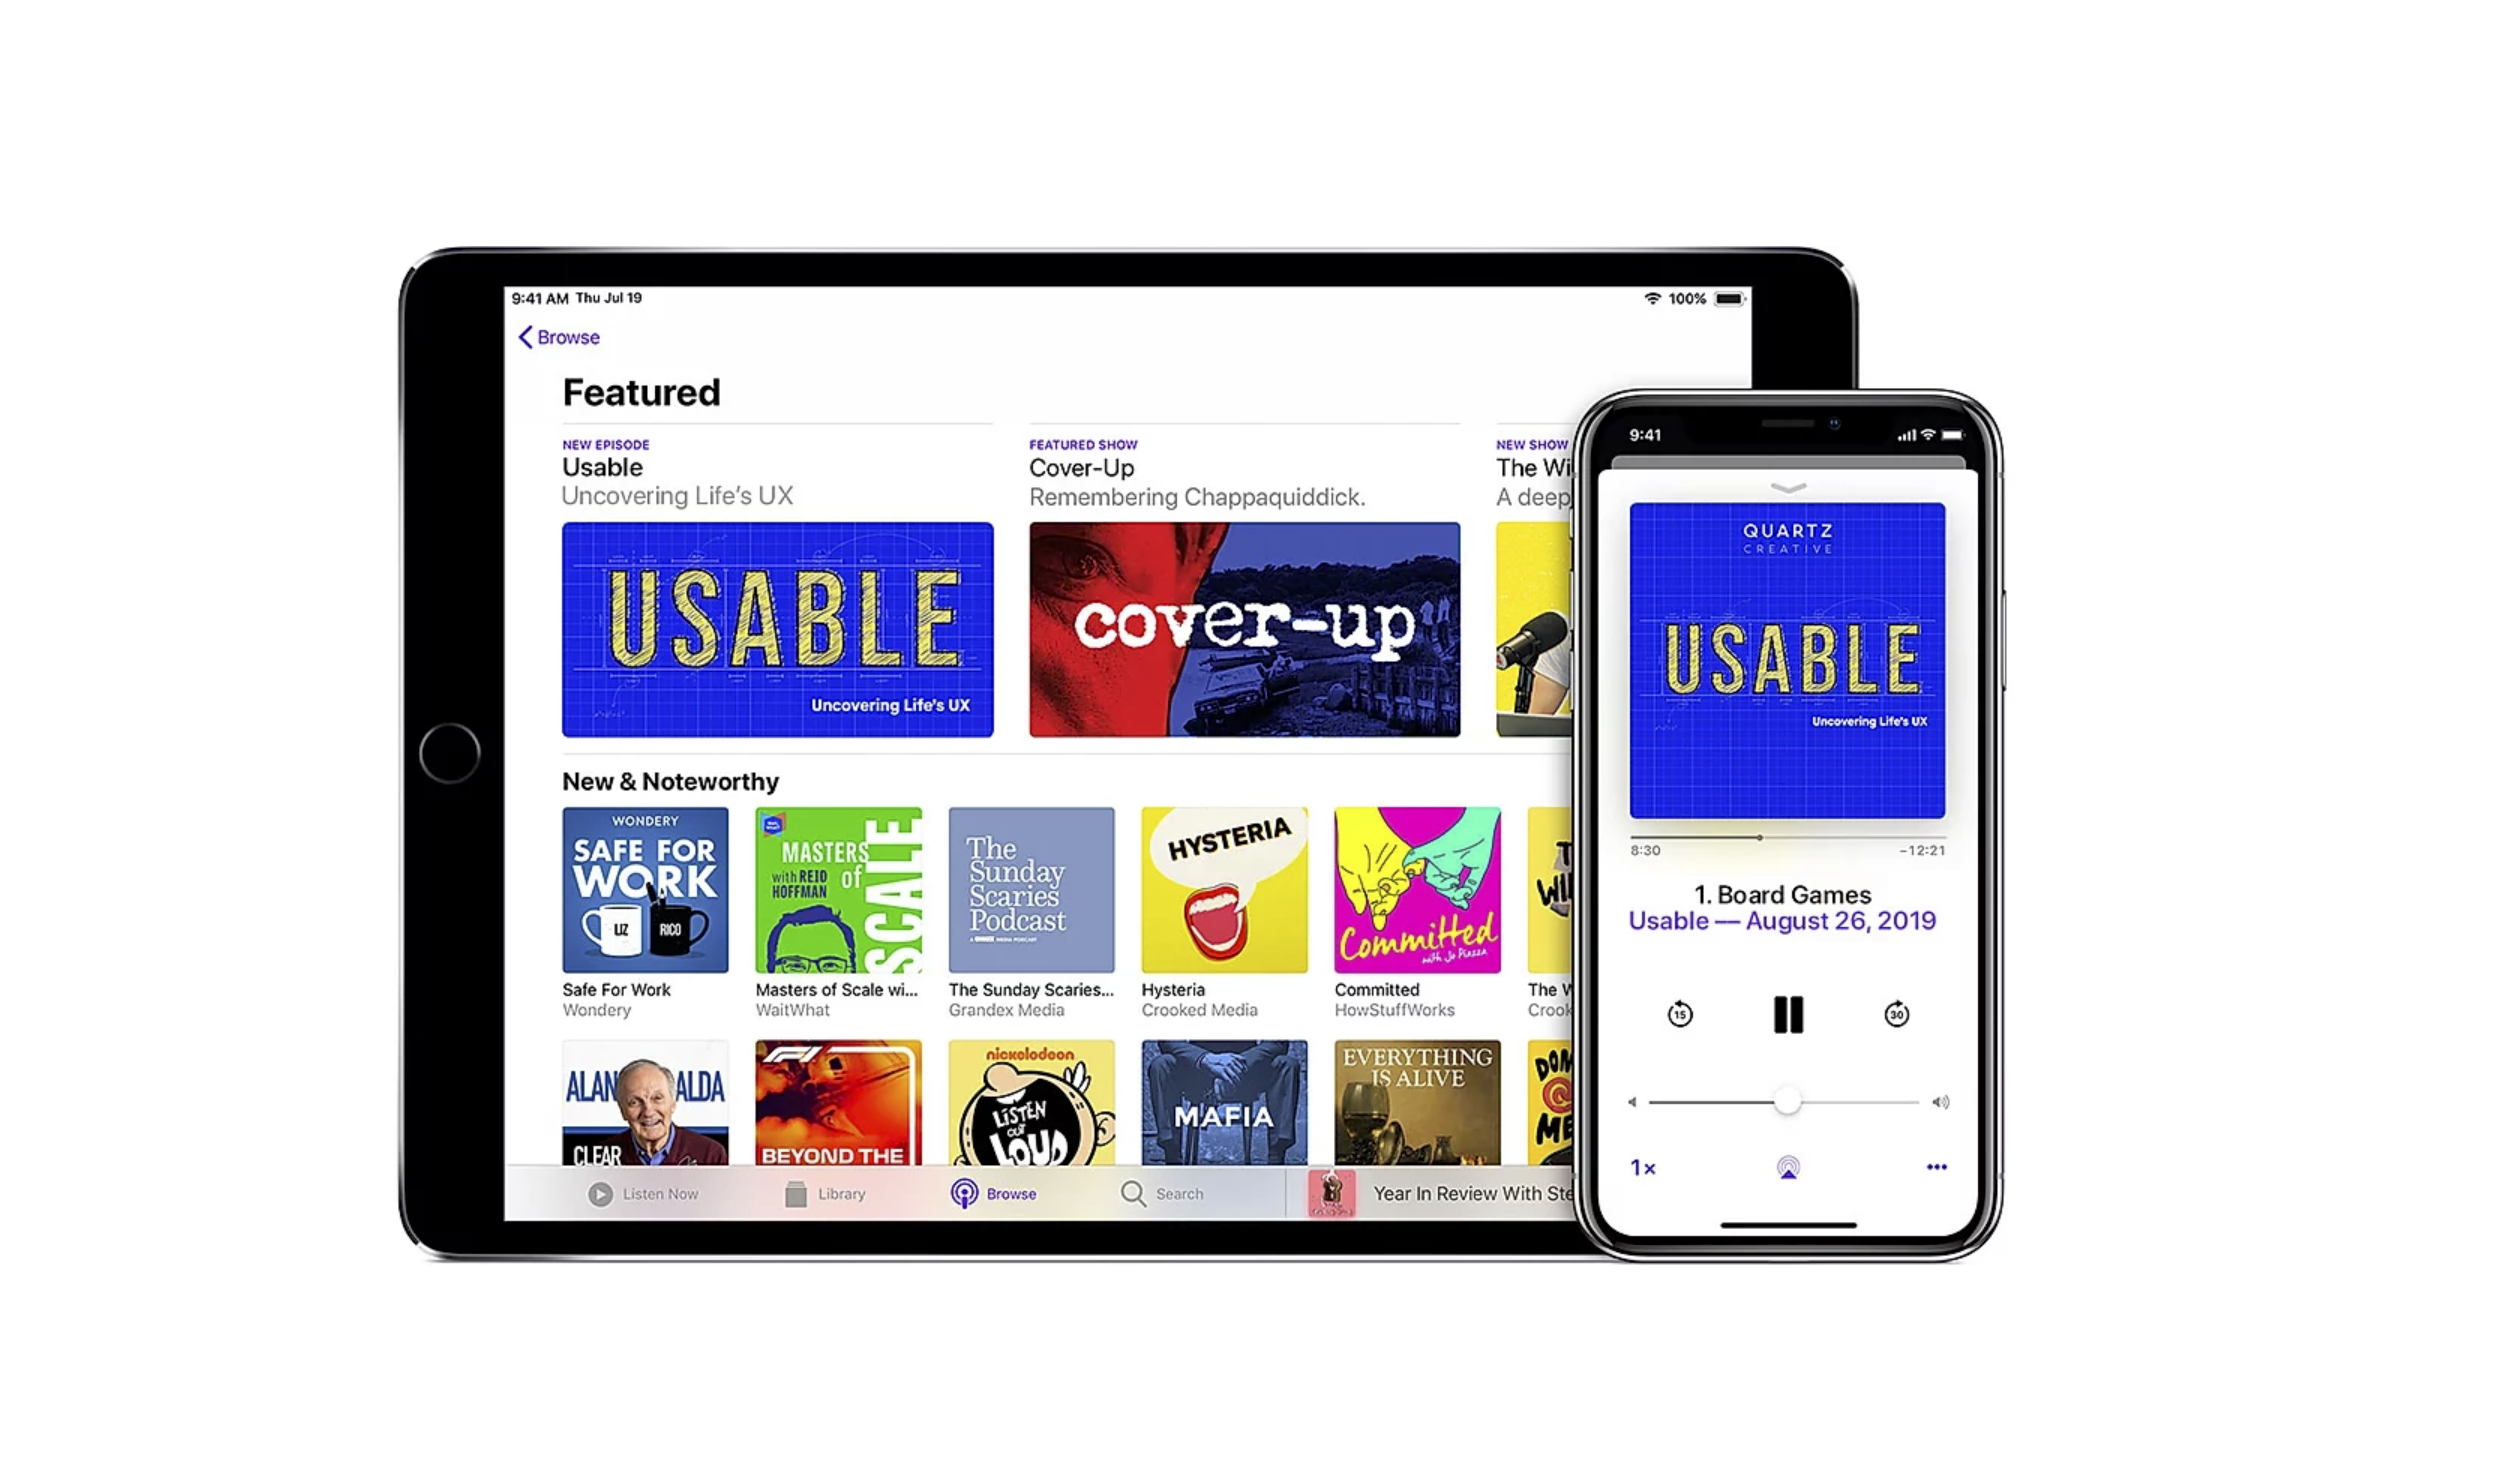 9:41 AM Thu Jul 19
100%
Browse
Featured
NEW EPISODE
Usable
Uncovering Life's UX
USABLE
Uncovering Life's UX
FEATURED SHOW
Cover-Up
Remembering Chappaquiddick.
cover-up
NEW SHOW
The Wi
A deep
New & Noteworthy
WONDERY
SAFE FOR
WORK
LIZ
RICO
Safe For Work
Wondery
MASTERS
of
SCALE
with REID
HOFFMAN
Masters of Scale wi...
WaitWhat
The
Sunday
Scaries
Podcast
The Sunday Scaries...
Grandex Media
HYSTERIA
Hysteria
Crooked Media
Committed
with Jo Piazza
Committed
HowStuffWorks
The W
Crook
ALAN ALDA
CLEAR
F1
BEYOND THE
nickelodeon
LISTEN
OUT
LOUD
MAFIA
EVERYTHING
IS ALIVE
Listen Now
Library
Browse
Search
Year In Review With Ste
9:41
QUARTZ
CREATIVE
USABLE
Uncovering Life's UX
8:30
-12:21
1. Board Games
Usable — August 26, 2019
15
30
1×